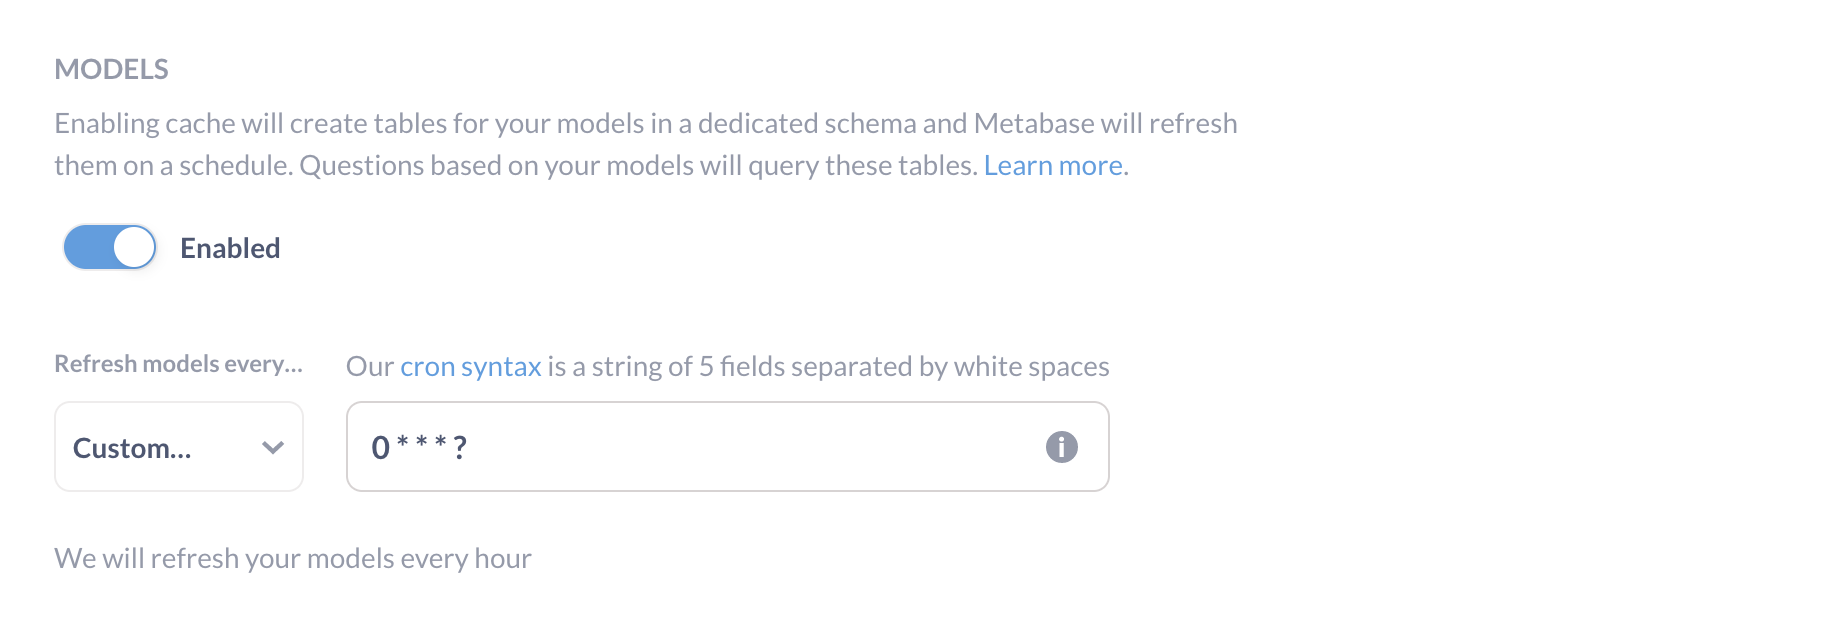 MODELS
Enabling cache will create tables for your models in a dedicated schema and Metabase will refresh
them on a schedule. Questions based on your models will query these tables. Learn more.
Enabled
Refresh models every...
Our cron syntax is a string of 5 fields separated by white spaces
Custom...
0 * * * ?
i
We will refresh your models every hour